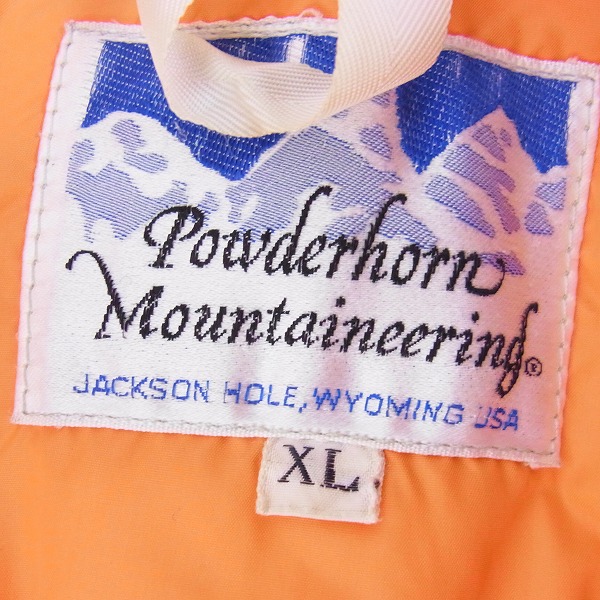 Powderhorn
Mountaineering®
JACKSON HOLE, WYOMING USA
XL